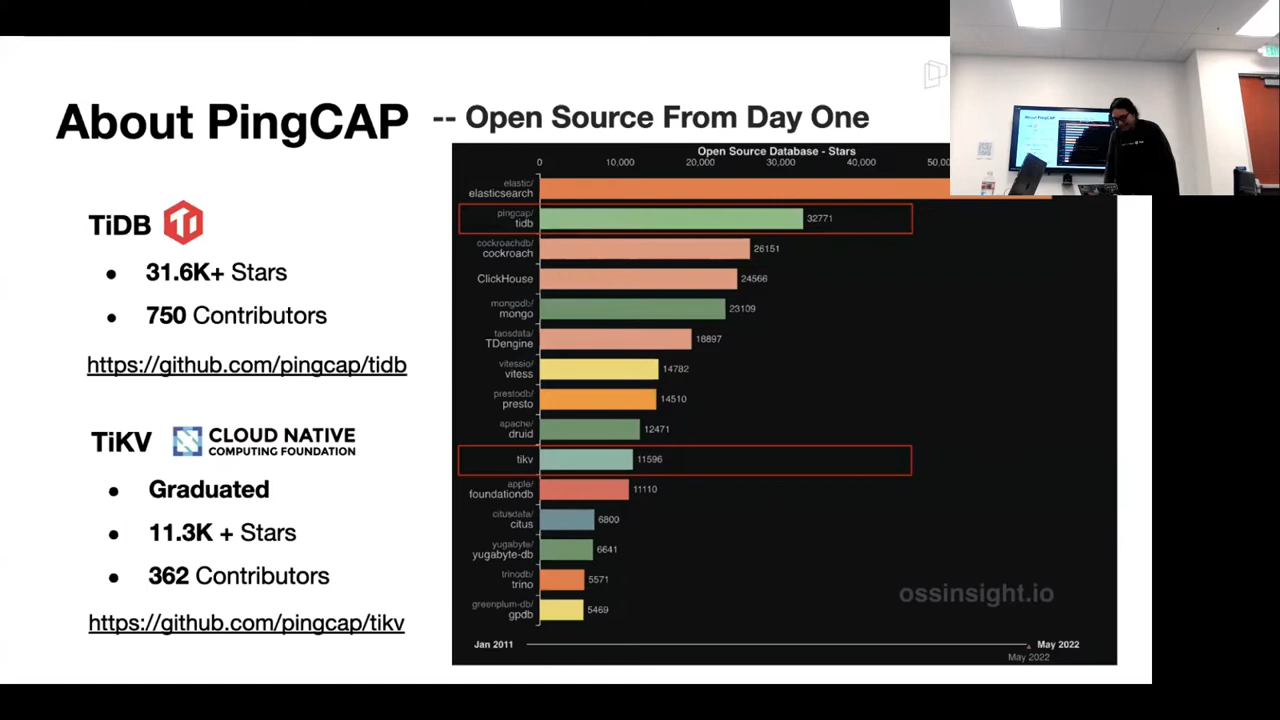 About PingCAP -- Open Source From Day One
TiDB
31.6K+ Stars
750 Contributors
https://github.com/pingcap/tidb
TiKV CLOUD NATIVE
COMPUTING FOUNDATION
Graduated
11.3K + Stars
362 Contributors
https://github.com/pingcap/tikv
Open Source Database - Stars
0 10,000 20,000 30,000 40,000
elastic/
elasticsearch
pingcap/
tidb 32771
cockroachdb/
cockroach 26151
ClickHouse 24566
mongodb/
mongo 23109
taosdata/
TDengine 18897
vitessio/
vitess 14782
prestodb/
presto 14510
apache/
druid 12471
tikv 11596
apple/
foundationdb 11110
citusdata/
citus 6800
yugabyte/
yugabyte-db 6641
trinodb/
trino 5571
greenplum-db/
gpdb 5469
ossinsight.io
Jan 2011 May 2022
May 2022
About PingCAP